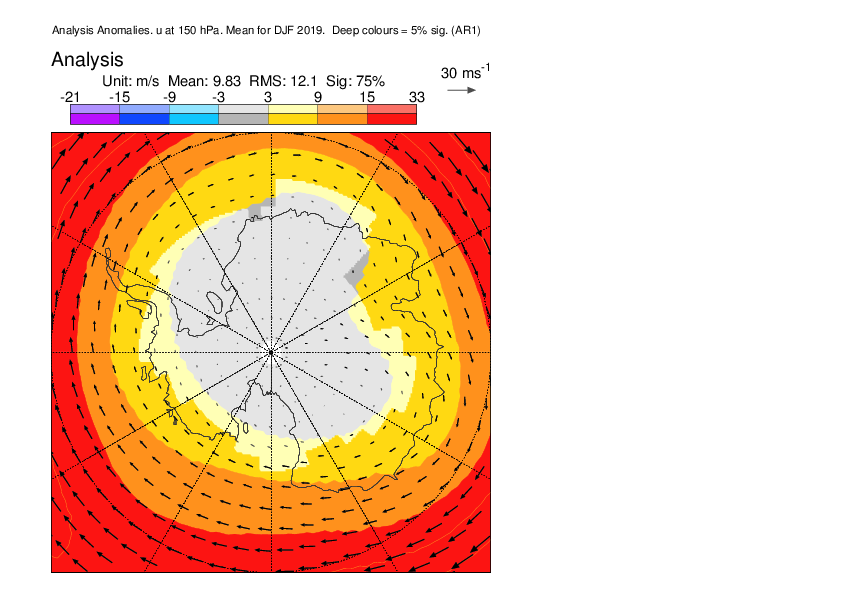 Analysis Anomalies. u at 150 hPa. Mean for DJF 2019.  Deep colours = 5% sig. (AR1)
Analysis
30 ms-1
Unit: m/s  Mean: 9.83  RMS: 12.1  Sig: 75%
-21 -15 -9 -3 3 9 15 33